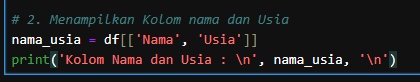 # 2. Menampilkan Kolom nama dan Usia
nama_usia = df[['Nama', 'Usia']]
print('Kolom Nama dan Usia : \n', nama_usia, '\n')